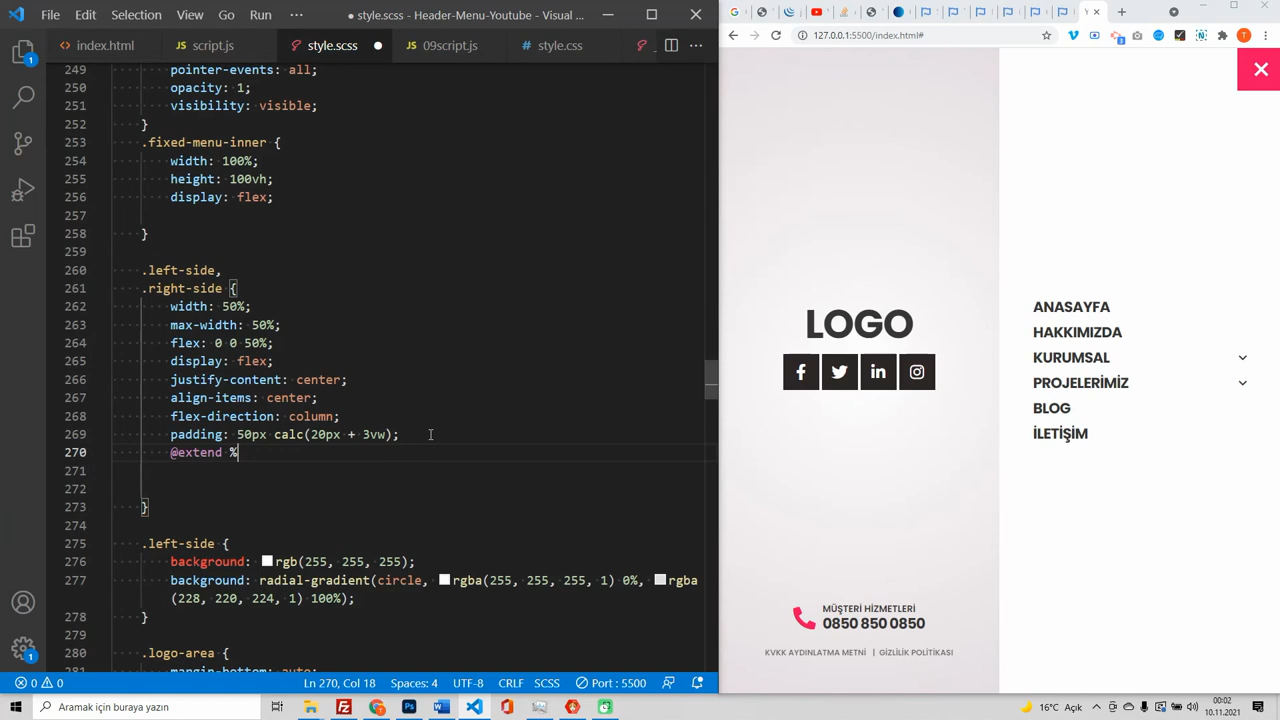 File Edit Selection View Go Run ··· ● style.scss - Header-Menu-Youtube - Visual ...
index.html JS script.js style.scss ● JS 09script.js # style.css ···
249 pointer-events: all;
250 opacity: 1;
251 visibility: visible;
252 }
253 .fixed-menu-inner {
254 width: 100%;
255 height: 100vh;
256 display: flex;
257
258 }
259
260 .left-side,
261 .right-side {
262 width: 50%;
263 max-width: 50%;
264 flex: 0 0 50%;
265 display: flex;
266 justify-content: center;
267 align-items: center;
268 flex-direction: column;
269 padding: 50px calc(20px + 3vw);
270 @extend %
271
272
273 }
274
275 .left-side {
276 background: rgb(255, 255, 255);
277 background: radial-gradient(circle, rgba(255, 255, 255, 1) 0%, rgba
(228, 220, 224, 1) 100%);
278 }
279
280 .logo-area {
281 margin-bottom: auto;
0 0 Ln 270, Col 18 Spaces: 4 UTF-8 CRLF SCSS Port : 5500
127.0.0.1:5500/index.html#
LOGO
ANASAYFA
HAKKIMIZDA
KURUMSAL
PROJELERİMİZ
BLOG
İLETİŞİM
MÜŞTERİ HİZMETLERİ
0850 850 0850
KVKK AYDINLATMA METNİ | GİZLİLİK POLİTİKASI
Aramak için buraya yazın
16°C Açık
00:02
10.11.2021